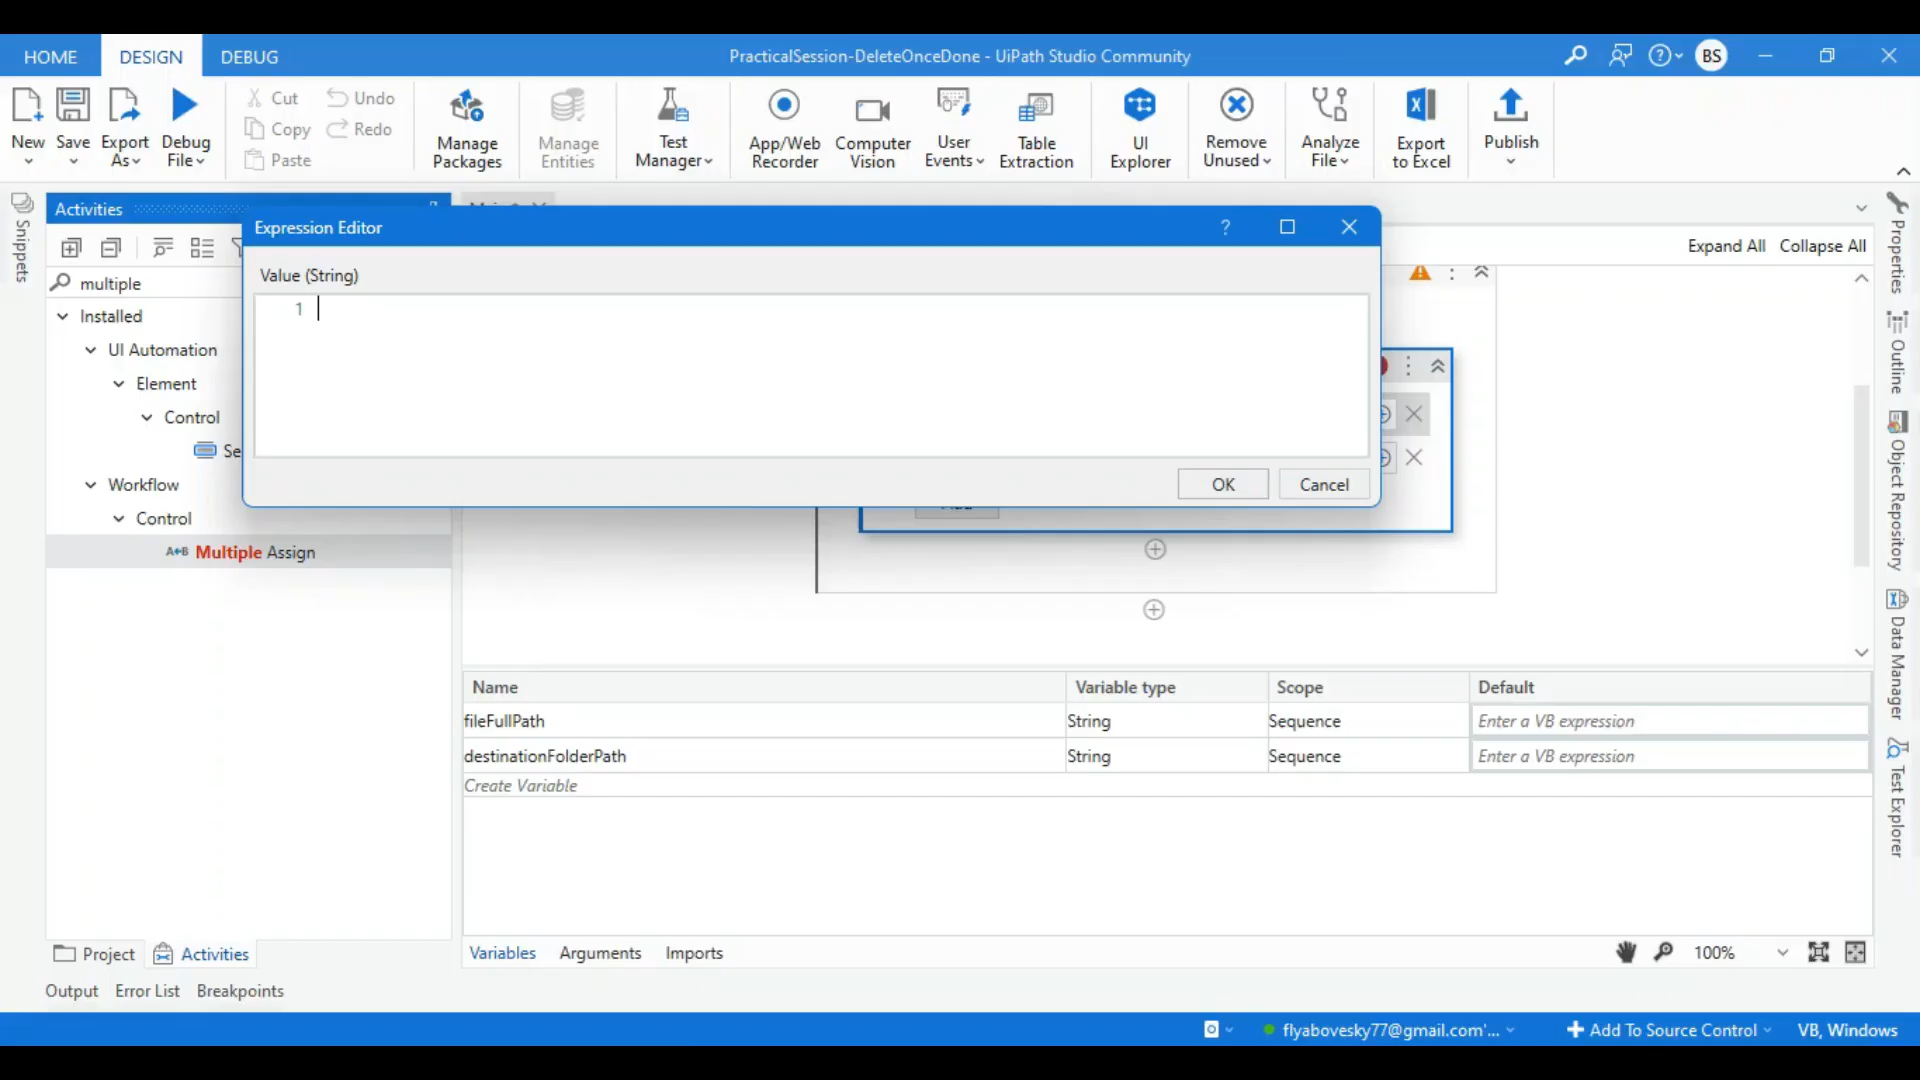 HOME DESIGN DEBUG PracticalSession-DeleteOnceDone - UiPath Studio Community BS
New Save Export As Debug File Cut Copy Paste Undo Redo Manage Packages Manage Entities Test Manager App/Web Recorder Computer Vision User Events Table Extraction UI Explorer Remove Unused Analyze File Export to Excel Publish
Snippets
Activities
multiple
Installed
UI Automation
Element
Control
Se
Workflow
Control
A+B Multiple Assign
Expression Editor ?
Value (String)
1
OK Cancel
Expand All Collapse All
Name Variable type Scope Default
fileFullPath String Sequence Enter a VB expression
destinationFolderPath String Sequence Enter a VB expression
Create Variable
Properties
Outline
Object Repository
Data Manager
Test Explorer
Project Activities Variables Arguments Imports 100%
Output Error List Breakpoints
flyabovesky77@gmail.com'... Add To Source Control VB, Windows